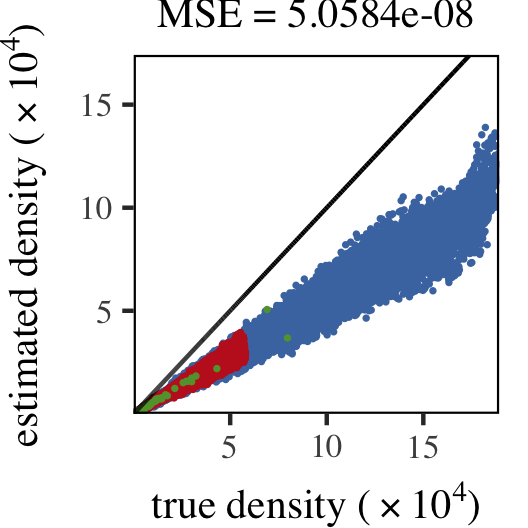 MSE = 5.0584e-08
estimated density ( × 10⁴)
15
10
5
5 10 15
true density ( × 10⁴)